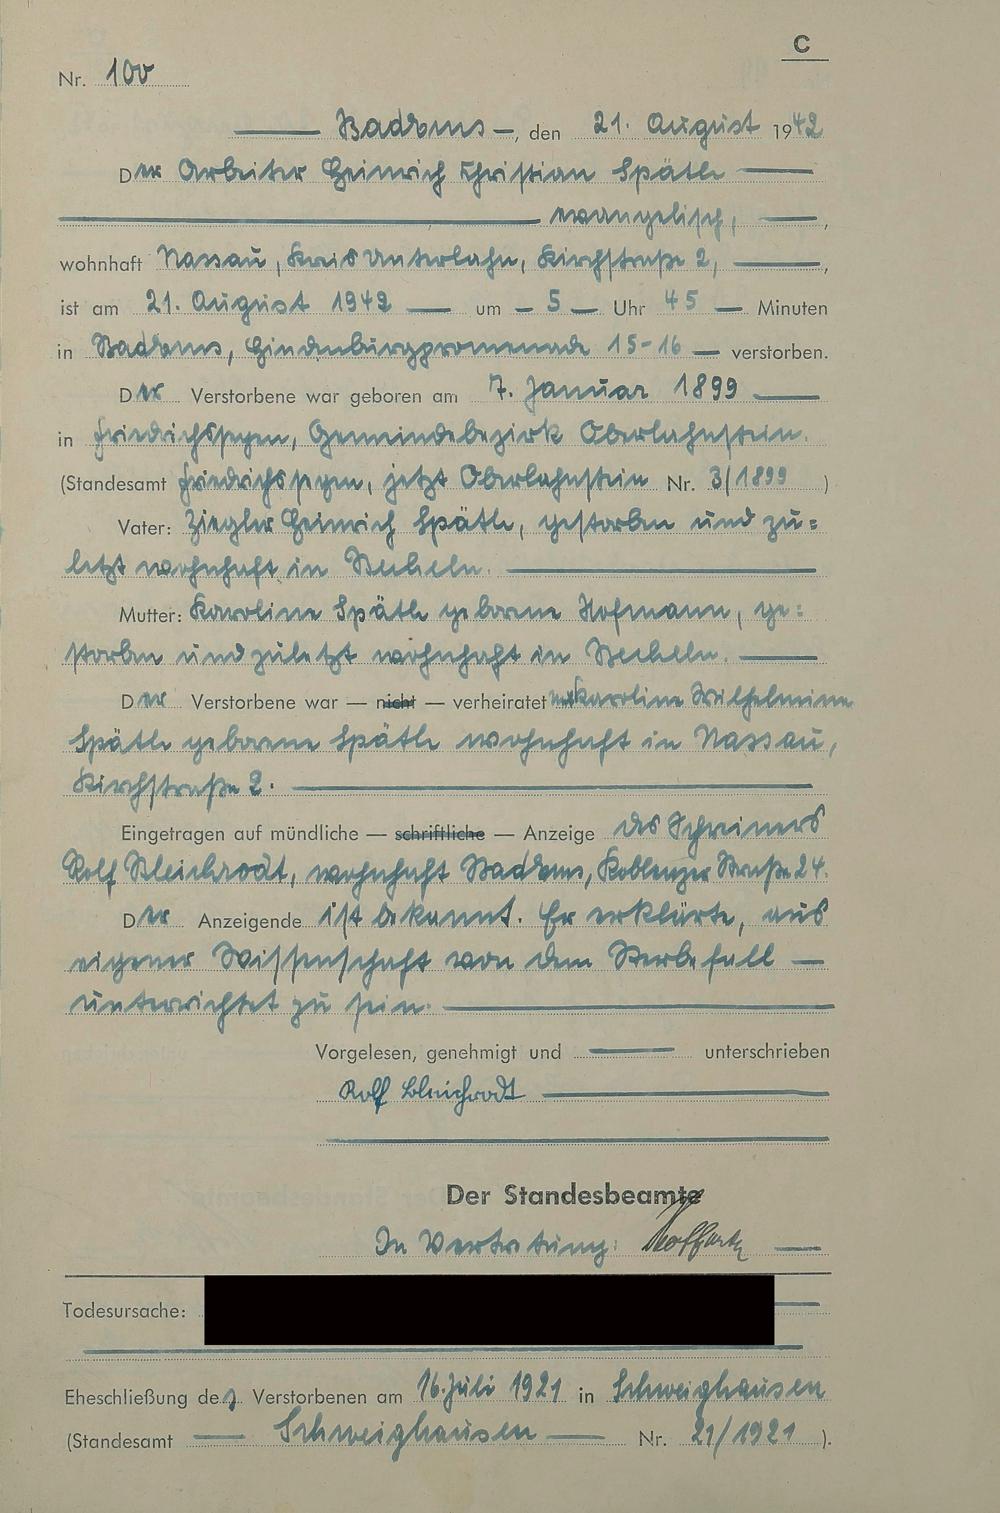 C
Nr. 100
Bad Ems, den 21. August 1942
Der Arbeiter Heinrich Christian Späth
evangelisch,
wohnhaft Nassau, Kreis Unterlahn, Kirchstraße 2,
ist am 21. August 1942 um 5 Uhr 45 Minuten
in Bad Ems, Hindenburgpromenade 15-16 verstorben.
Der Verstorbene war geboren am 7. Januar 1899
in Friedrichssegen, Gemeindebezirk Oberlahnstein.
(Standesamt Friedrichssegen, jetzt Oberlahnstein Nr. 3/1899)
Vater: Ziegler Heinrich Späth, gestorben und zu=
letzt wohnhaft in
Mutter: Karoline Späth geborene Hofmann, ge=
storben und zuletzt wohnhaft in
Der Verstorbene war — nicht — verheiratet mit Karoline Wilhelmine
Späth geborene Späth wohnhaft in Nassau,
Kirchstraße 2.
Eingetragen auf mündliche — schriftliche — Anzeige des Schreiners
Rolf Bleichrodt, wohnhaft Bad Ems, Koblenzer Straße 24.
Der Anzeigende ist bekannt. Er erklärte, aus
eigener Wissenschaft von dem Sterbefall
unterrichtet zu sein.
Vorgelesen, genehmigt und unterschrieben
Rolf Bleichrodt
Der Standesbeamte
In Vertretung:
Todesursache:
Eheschließung des Verstorbenen am 16. Juli 1921 in Schweighausen
(Standesamt Schweighausen Nr. 21/1921).